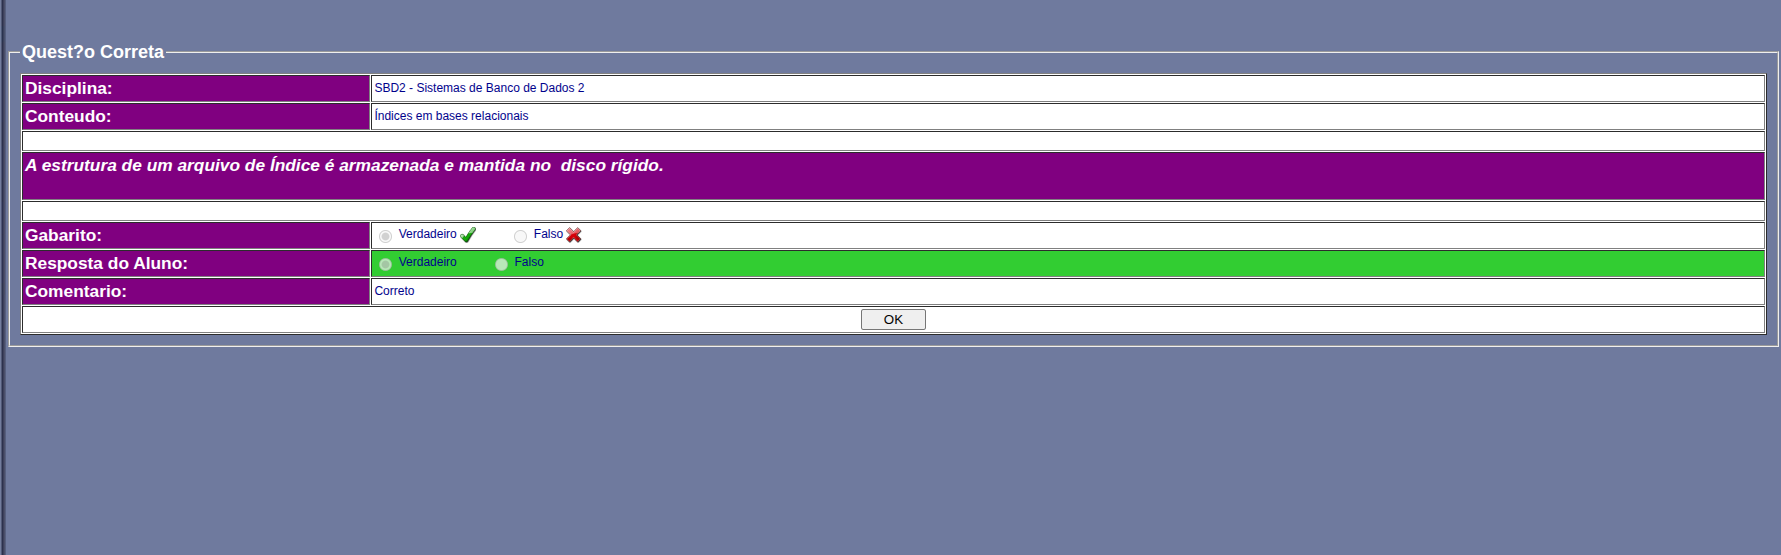 Quest?o Correta
Disciplina: SBD2 - Sistemas de Banco de Dados 2
Conteudo: Índices em bases relacionais
A estrutura de um arquivo de Índice é armazenada e mantida no  disco rígido.
Gabarito: Verdadeiro Falso
Resposta do Aluno: Verdadeiro Falso
Comentario: Correto
OK